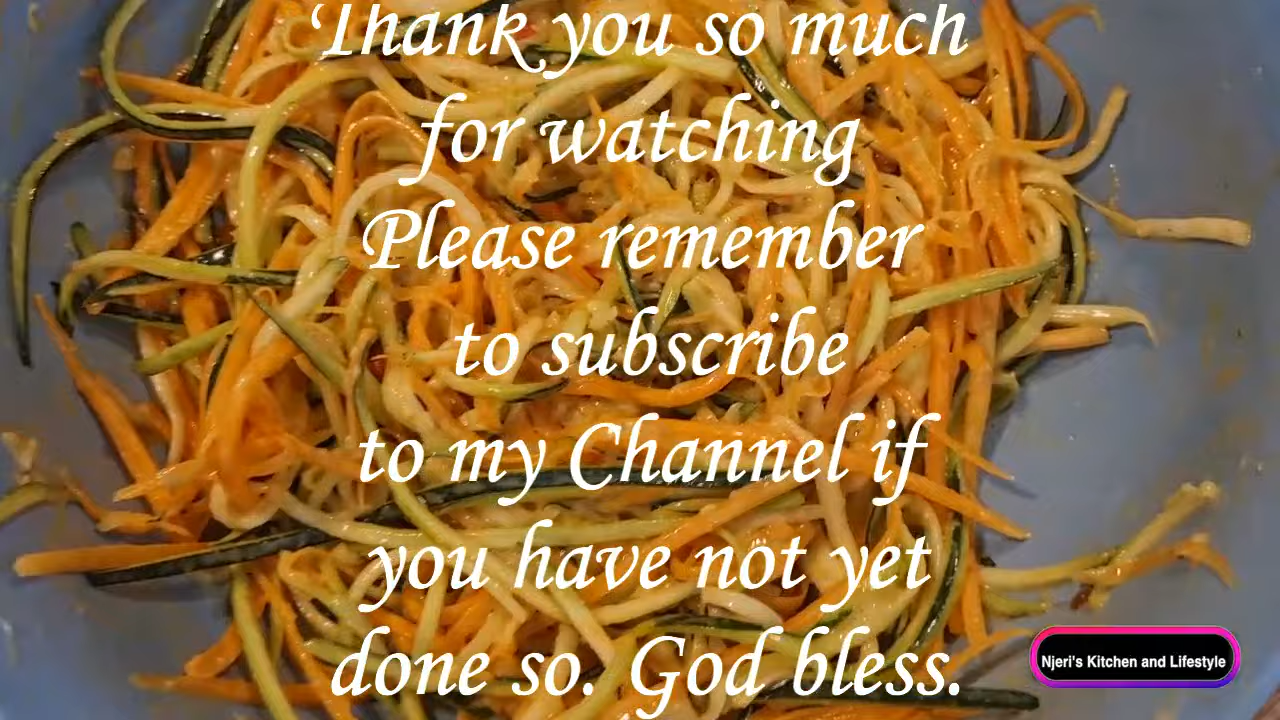 Thank you so much
for watching
Please remember
to subscribe
to my Channel if
you have not yet
done so. God bless.
Njeri's Kitchen and Lifestyle